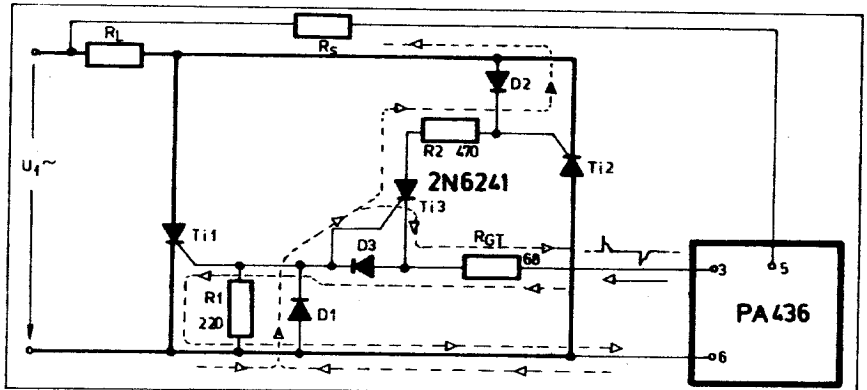 RL
Rs
D2
R2 470
U1~
2N6241
Ti2
Ti3
Ti1
RGT
D3
68
3
5
R1
220
D1
PA436
6